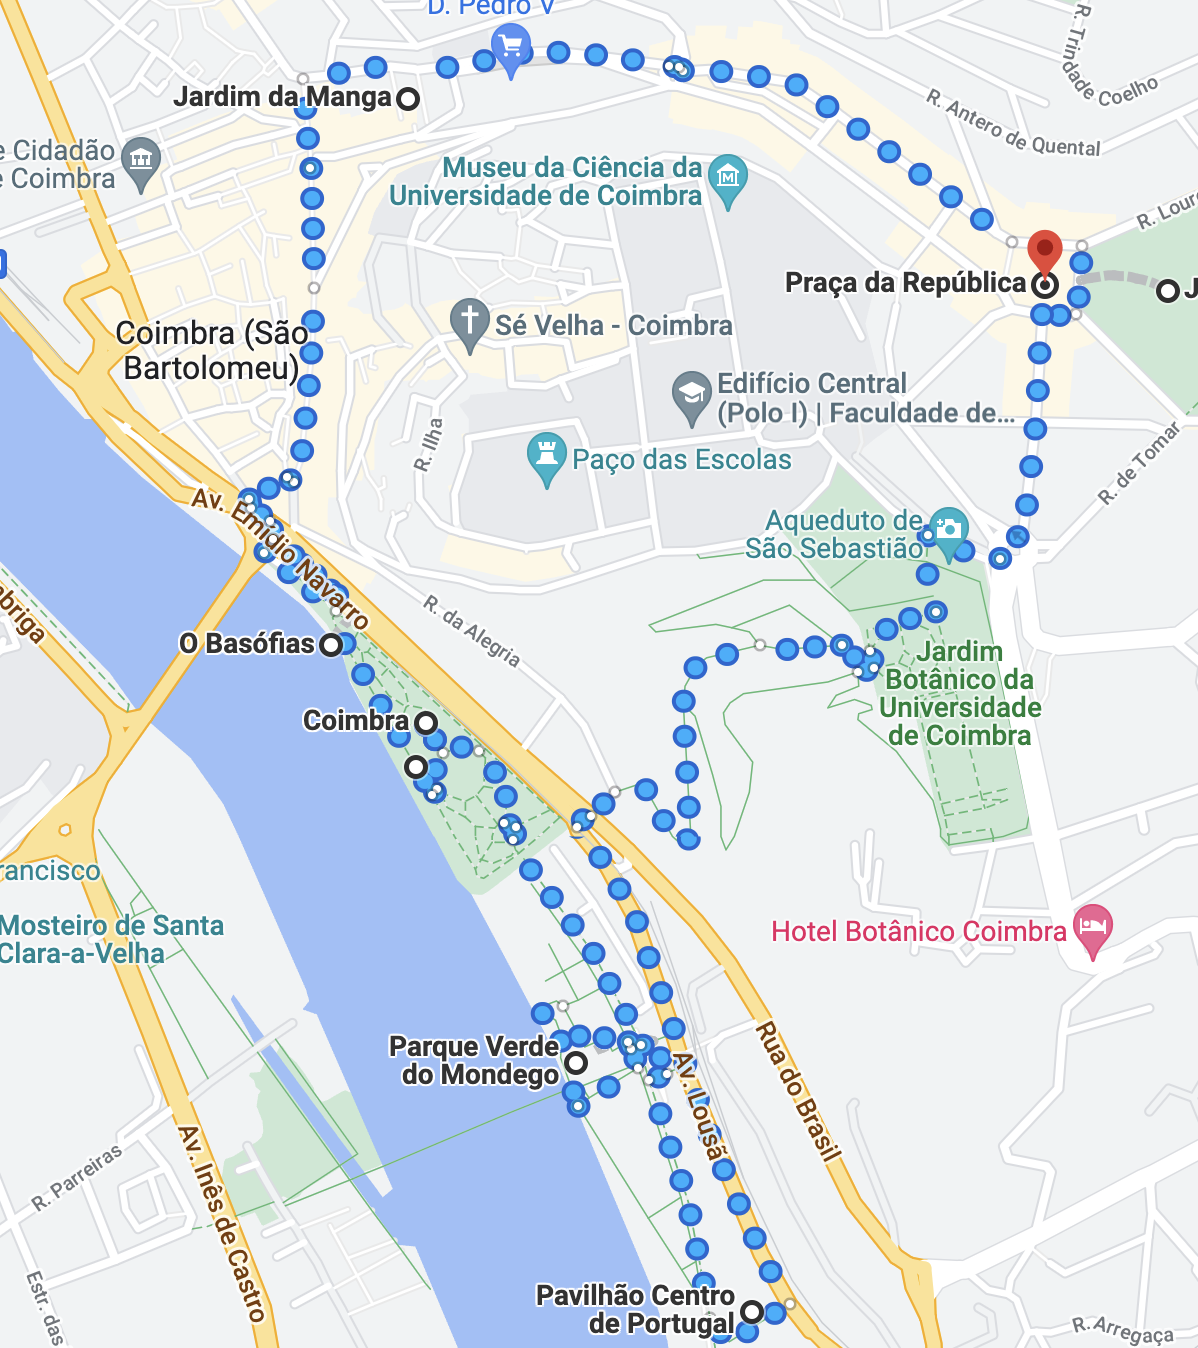 D. Pedro V
R. Trindade Coelho
Jardim da Manga
R. Antero de Quental
e Cidadão
e Coimbra
Museu da Ciência da
Universidade de Coimbra
Praça da República
J
Coimbra (São
Bartolomeu)
Sé Velha - Coimbra
Edifício Central
(Polo I) | Faculdade de...
R. Ilha
Paço das Escolas
R. de Tomar
Av. Emídio Navarro
Aqueduto de
São Sebastião
R. da Alegria
O Basófias
Jardim
Botânico da
Universidade
de Coimbra
Coimbra
rancisco
Mosteiro de Santa
Clara-a-Velha
Hotel Botânico Coimbra
Parque Verde
do Mondego
Av. Lousã
Rua do Brasil
R. Parreiras
Av. Inês de Castro
Estr. das
Pavilhão Centro
de Portugal
R. Arregaça